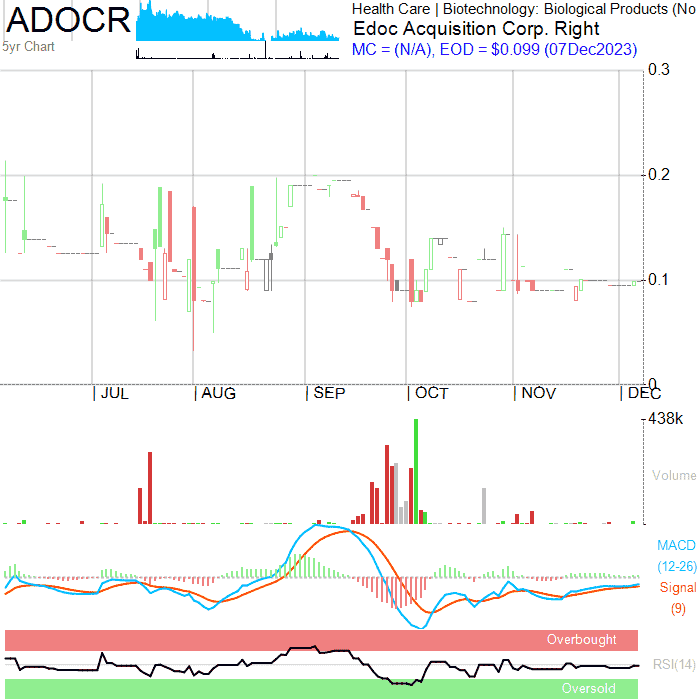 ADOCR
5yr Chart
Health Care | Biotechnology: Biological Products (No
Edoc Acquisition Corp. Right
MC = (N/A), EOD = $0.099 (07Dec2023)
0.3
0.2
0.1
0
JUL AUG SEP OCT NOV DEC
438k
Volume
MACD
(12-26)
Signal
(9)
Overbought
RSI(14)
Oversold